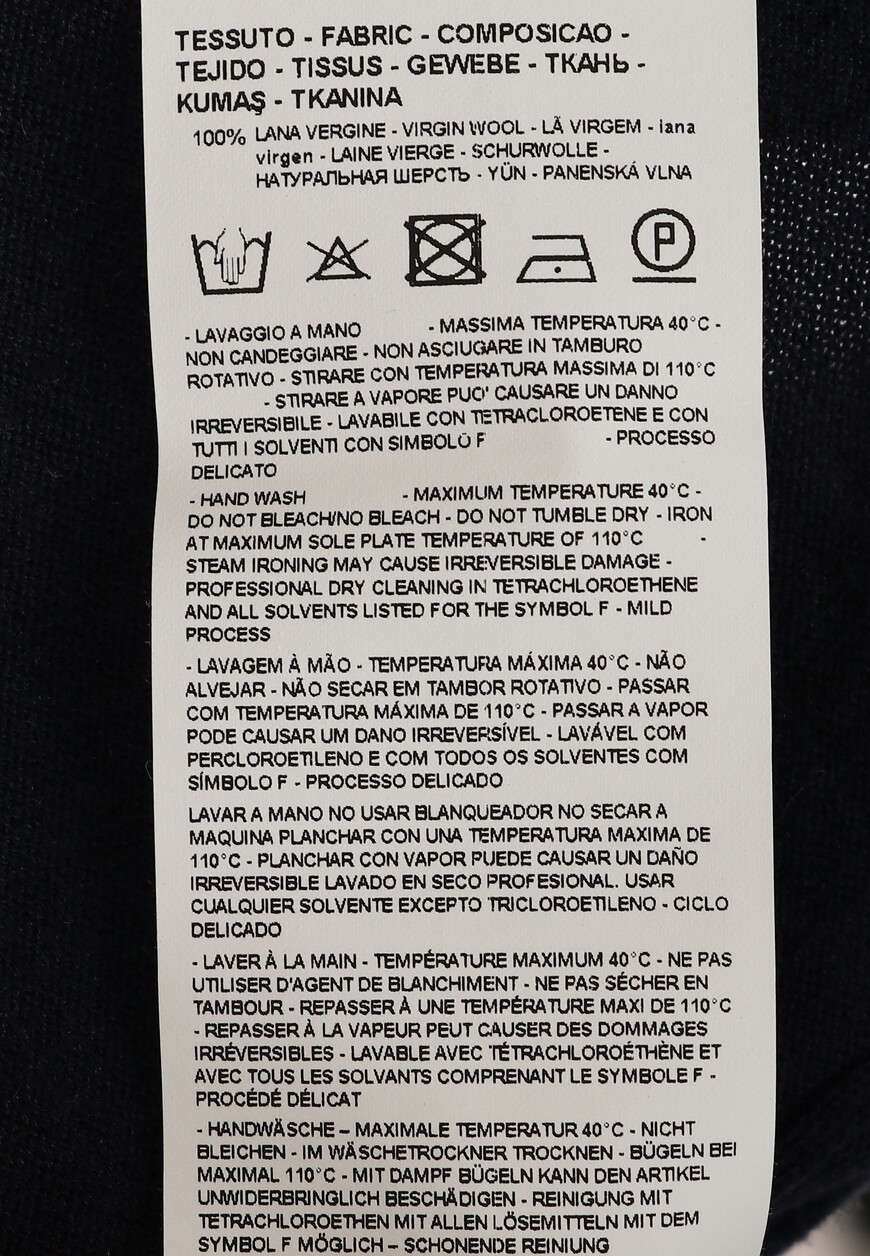 TESSUTO - FABRIC - COMPOSICAO -
TEJIDO - TISSUS - GEWEBE - ТКАНЬ -
KUMAŞ - TKANINA
100% LANA VERGINE - VIRGIN WOOL - LÃ VIRGEM - lana
virgen - LAINE VIERGE - SCHURWOLLE -
НАТУРАЛЬНАЯ ШЕРСТЬ - YÜN - PANENSKÁ VLNA
P
- LAVAGGIO A MANO - MASSIMA TEMPERATURA 40°C -
NON CANDEGGIARE - NON ASCIUGARE IN TAMBURO
ROTATIVO - STIRARE CON TEMPERATURA MASSIMA DI 110°C
- STIRARE A VAPORE PUO' CAUSARE UN DANNO
IRREVERSIBILE - LAVABILE CON TETRACLOROETENE E CON
TUTTI I SOLVENTI CON SIMBOLO F - PROCESSO
DELICATO
- HAND WASH - MAXIMUM TEMPERATURE 40°C -
DO NOT BLEACH/NO BLEACH - DO NOT TUMBLE DRY - IRON
AT MAXIMUM SOLE PLATE TEMPERATURE OF 110°C -
STEAM IRONING MAY CAUSE IRREVERSIBLE DAMAGE -
PROFESSIONAL DRY CLEANING IN TETRACHLOROETHENE
AND ALL SOLVENTS LISTED FOR THE SYMBOL F - MILD
PROCESS
- LAVAGEM À MÃO - TEMPERATURA MÁXIMA 40°C - NÃO
ALVEJAR - NÃO SECAR EM TAMBOR ROTATIVO - PASSAR
COM TEMPERATURA MÁXIMA DE 110°C - PASSAR A VAPOR
PODE CAUSAR UM DANO IRREVERSÍVEL - LAVÁVEL COM
PERCLOROETILENO E COM TODOS OS SOLVENTES COM
SÍMBOLO F - PROCESSO DELICADO
LAVAR A MANO NO USAR BLANQUEADOR NO SECAR A
MAQUINA PLANCHAR CON UNA TEMPERATURA MAXIMA DE
110°C - PLANCHAR CON VAPOR PUEDE CAUSAR UN DAÑO
IRREVERSIBLE LAVADO EN SECO PROFESIONAL. USAR
CUALQUIER SOLVENTE EXCEPTO TRICLOROETILENO - CICLO
DELICADO
- LAVER À LA MAIN - TEMPÉRATURE MAXIMUM 40°C - NE PAS
UTILISER D'AGENT DE BLANCHIMENT - NE PAS SÉCHER EN
TAMBOUR - REPASSER À UNE TEMPÉRATURE MAXI DE 110°C
- REPASSER À LA VAPEUR PEUT CAUSER DES DOMMAGES
IRRÉVERSIBLES - LAVABLE AVEC TÉTRACHLOROÉTHÈNE ET
AVEC TOUS LES SOLVANTS COMPRENANT LE SYMBOLE F -
PROCÉDÉ DÉLICAT
- HANDWÄSCHE – MAXIMALE TEMPERATUR 40°C - NICHT
BLEICHEN - IM WÄSCHETROCKNER TROCKNEN - BÜGELN BEI
MAXIMAL 110°C - MIT DAMPF BÜGELN KANN DEN ARTIKEL
UNWIDERBRINGLICH BESCHÄDIGEN - REINIGUNG MIT
TETRACHLOROETHEN MIT ALLEN LÖSEMITTELN MIT DEM
SYMBOL F MÖGLICH – SCHONENDE REINIUNG